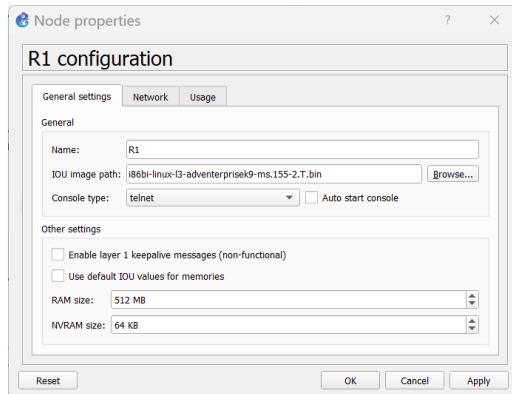 Node properties
R1 configuration
General settings Network Usage
General
Name: R1
IOU image path: i86bi-linux-l3-adventerprisek9-ms.155-2.T.bin Browse...
Console type: telnet Auto start console
Other settings
Enable layer 1 keepalive messages (non-functional)
Use default IOU values for memories
RAM size: 512 MB
NVRAM size: 64 KB
Reset OK Cancel Apply